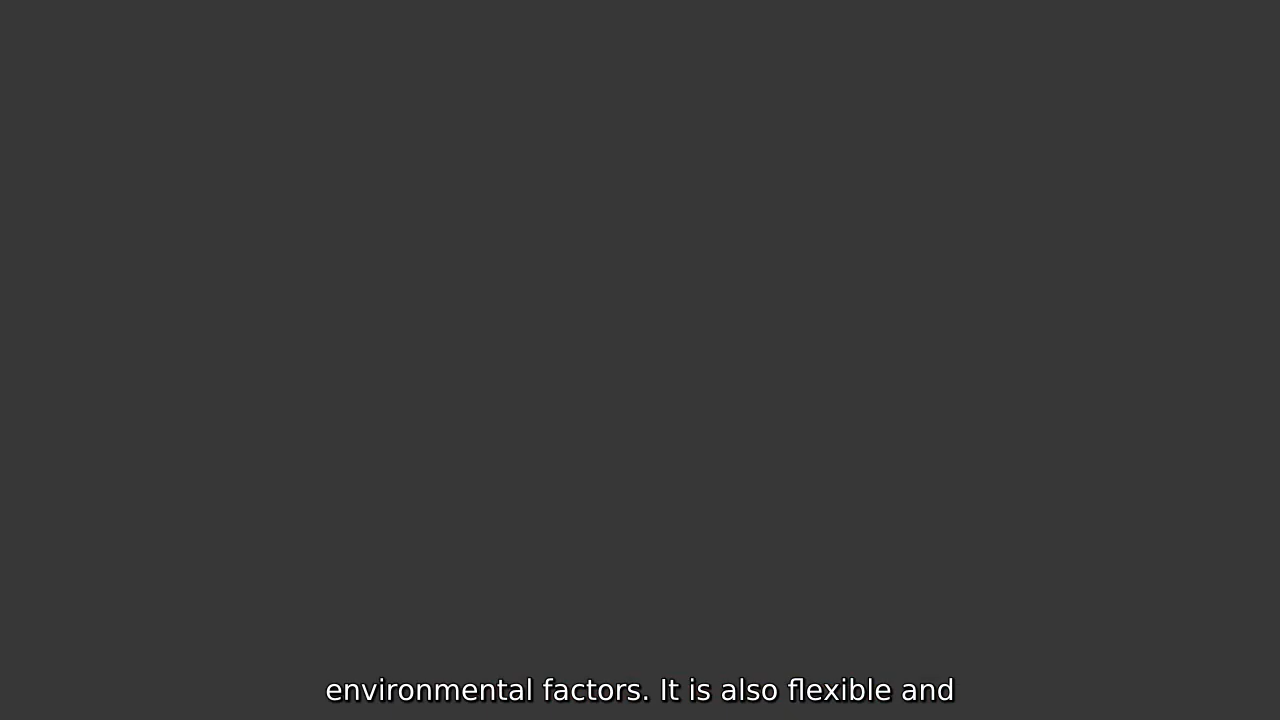 environmental factors. It is also flexible and